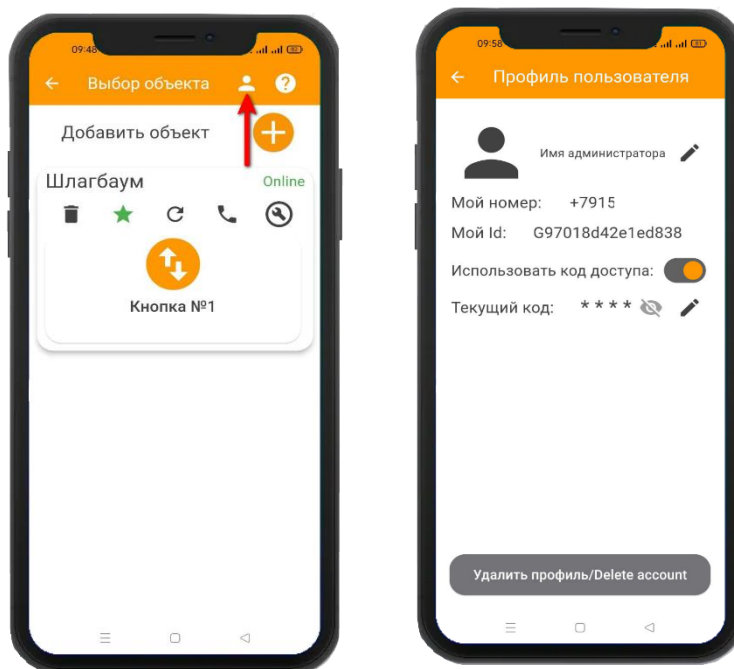 09:48
Выбор объекта
Добавить объект
Шлагбаум
Online
Кнопка №1
09:58
Профиль пользователя
Имя администратора
Мой номер: +7915
Мой Id: G97018d42e1ed838
Использовать код доступа:
Текущий код: ****
Удалить профиль/Delete account